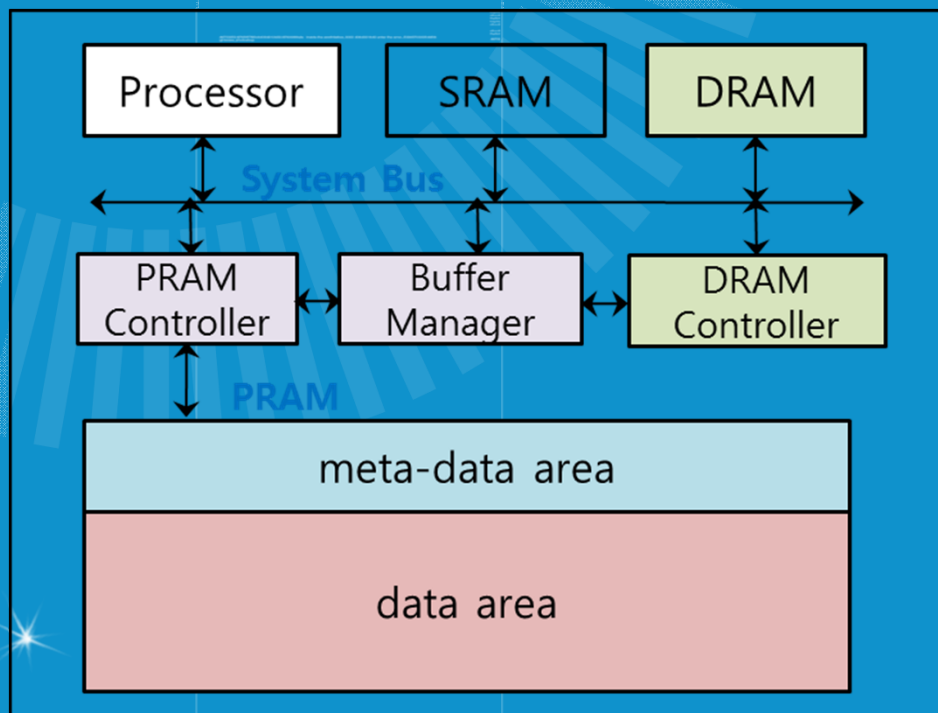 Processor
SRAM
DRAM
System Bus
PRAM
Controller
Buffer
Manager
DRAM
Controller
PRAM
meta-data area
data area